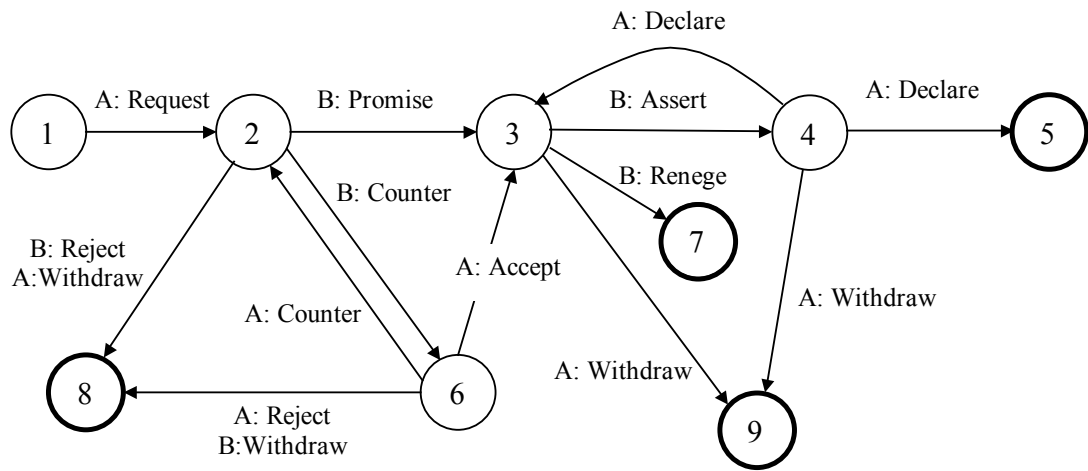 A: Declare
A: Request
B: Promise
B: Assert
A: Declare
1
2
3
4
5
B: Counter
B: Renege
7
B: Reject
A:Withdraw
A: Accept
A: Counter
A: Withdraw
A: Withdraw
8
6
9
A: Reject
B:Withdraw